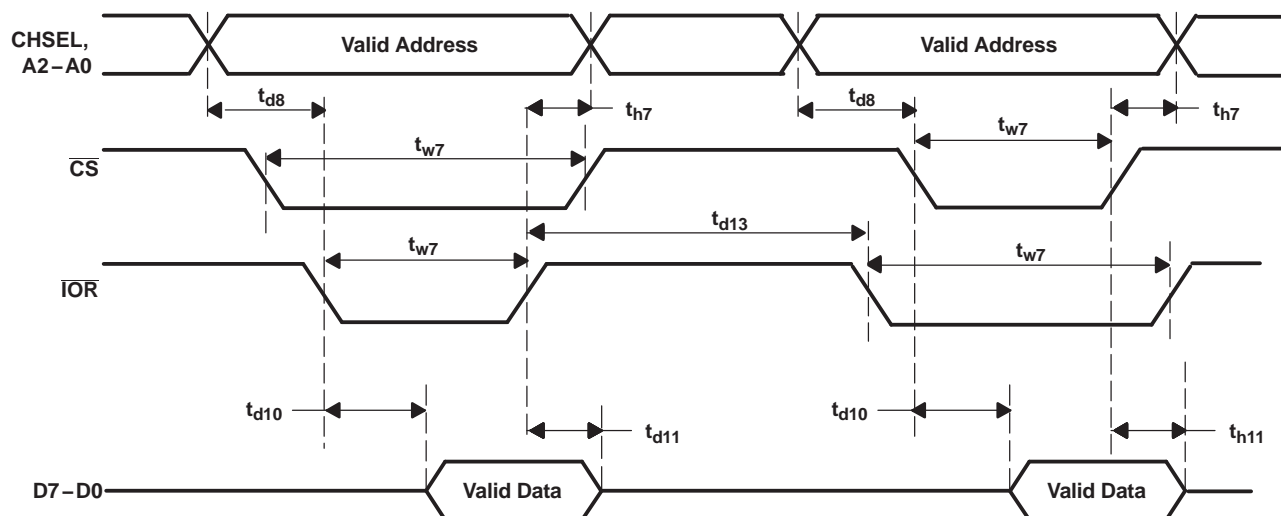 CHSEL,
A2–A0
Valid Address
Valid Address
td8
th7
td8
th7
CS
tw7
tw7
td13
IOR
tw7
tw7
td10
td11
td10
th11
D7–D0
Valid Data
Valid Data